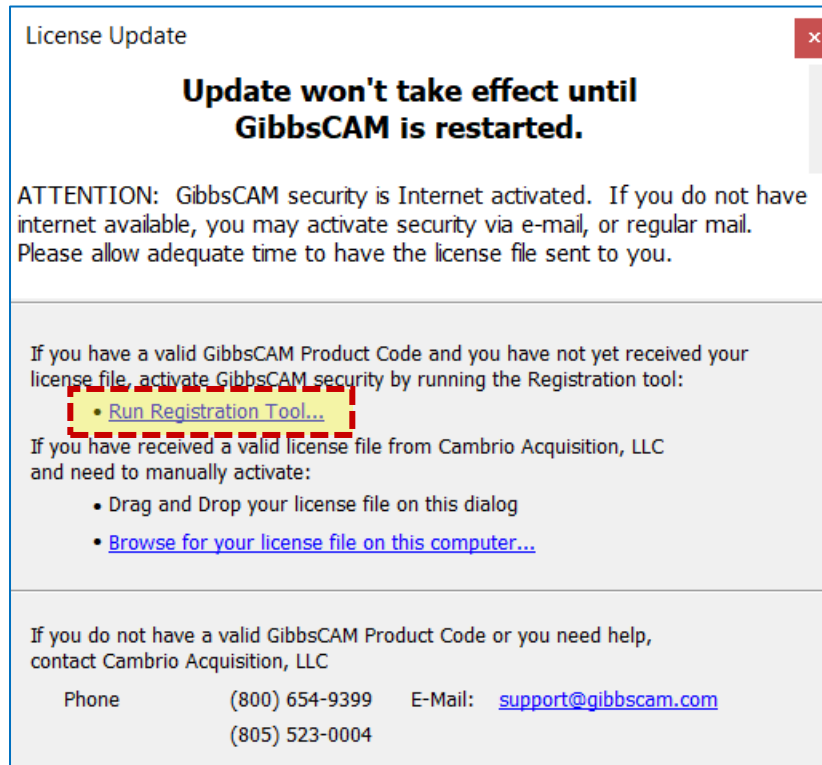 License Update
Update won't take effect until
GibbsCAM is restarted.
ATTENTION:  GibbsCAM security is Internet activated.  If you do not have
internet available, you may activate security via e-mail, or regular mail.
Please allow adequate time to have the license file sent to you.
If you have a valid GibbsCAM Product Code and you have not yet received your
license file, activate GibbsCAM security by running the Registration tool:
• Run Registration Tool...
If you have received a valid license file from Cambrio Acquisition, LLC
and need to manually activate:
• Drag and Drop your license file on this dialog
• Browse for your license file on this computer...
If you do not have a valid GibbsCAM Product Code or you need help,
contact Cambrio Acquisition, LLC
Phone (800) 654-9399 E-Mail: support@gibbscam.com
(805) 523-0004